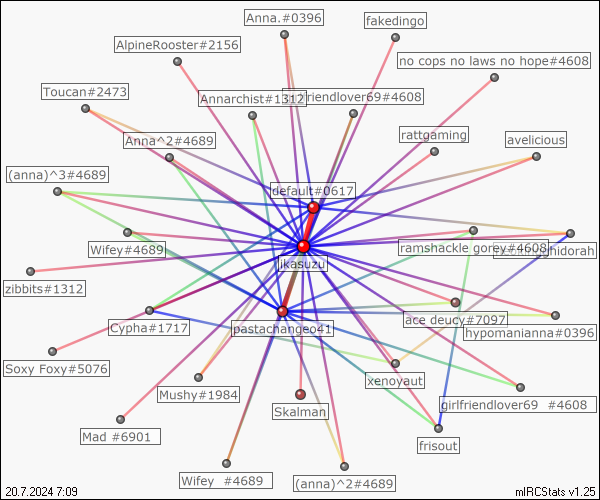 Anna.#0396
fakedingo
AlpineRooster#2156
no cops no laws no hope#4608
Toucan#2473
Annarchist#1312
friendlover69#4608
Anna^2#4689
rattgaming
avelicious
(anna)^3#4689
default#0617
Wifey#4689
ramshackle gorey#4608
ghidorah
likasuzu
zibbits#1312
Cypha#1717
pastachangeo41
ace deucy#7097
hypomanianna#0396
Soxy Foxy#5076
xenoyaut
Mushy#1984
Skalman
girlfriendlover69 #4608
Mad #6901
frisout
Wifey #4689
(anna)^2#4689
20.7.2024 7:09
mIRCStats v1.25